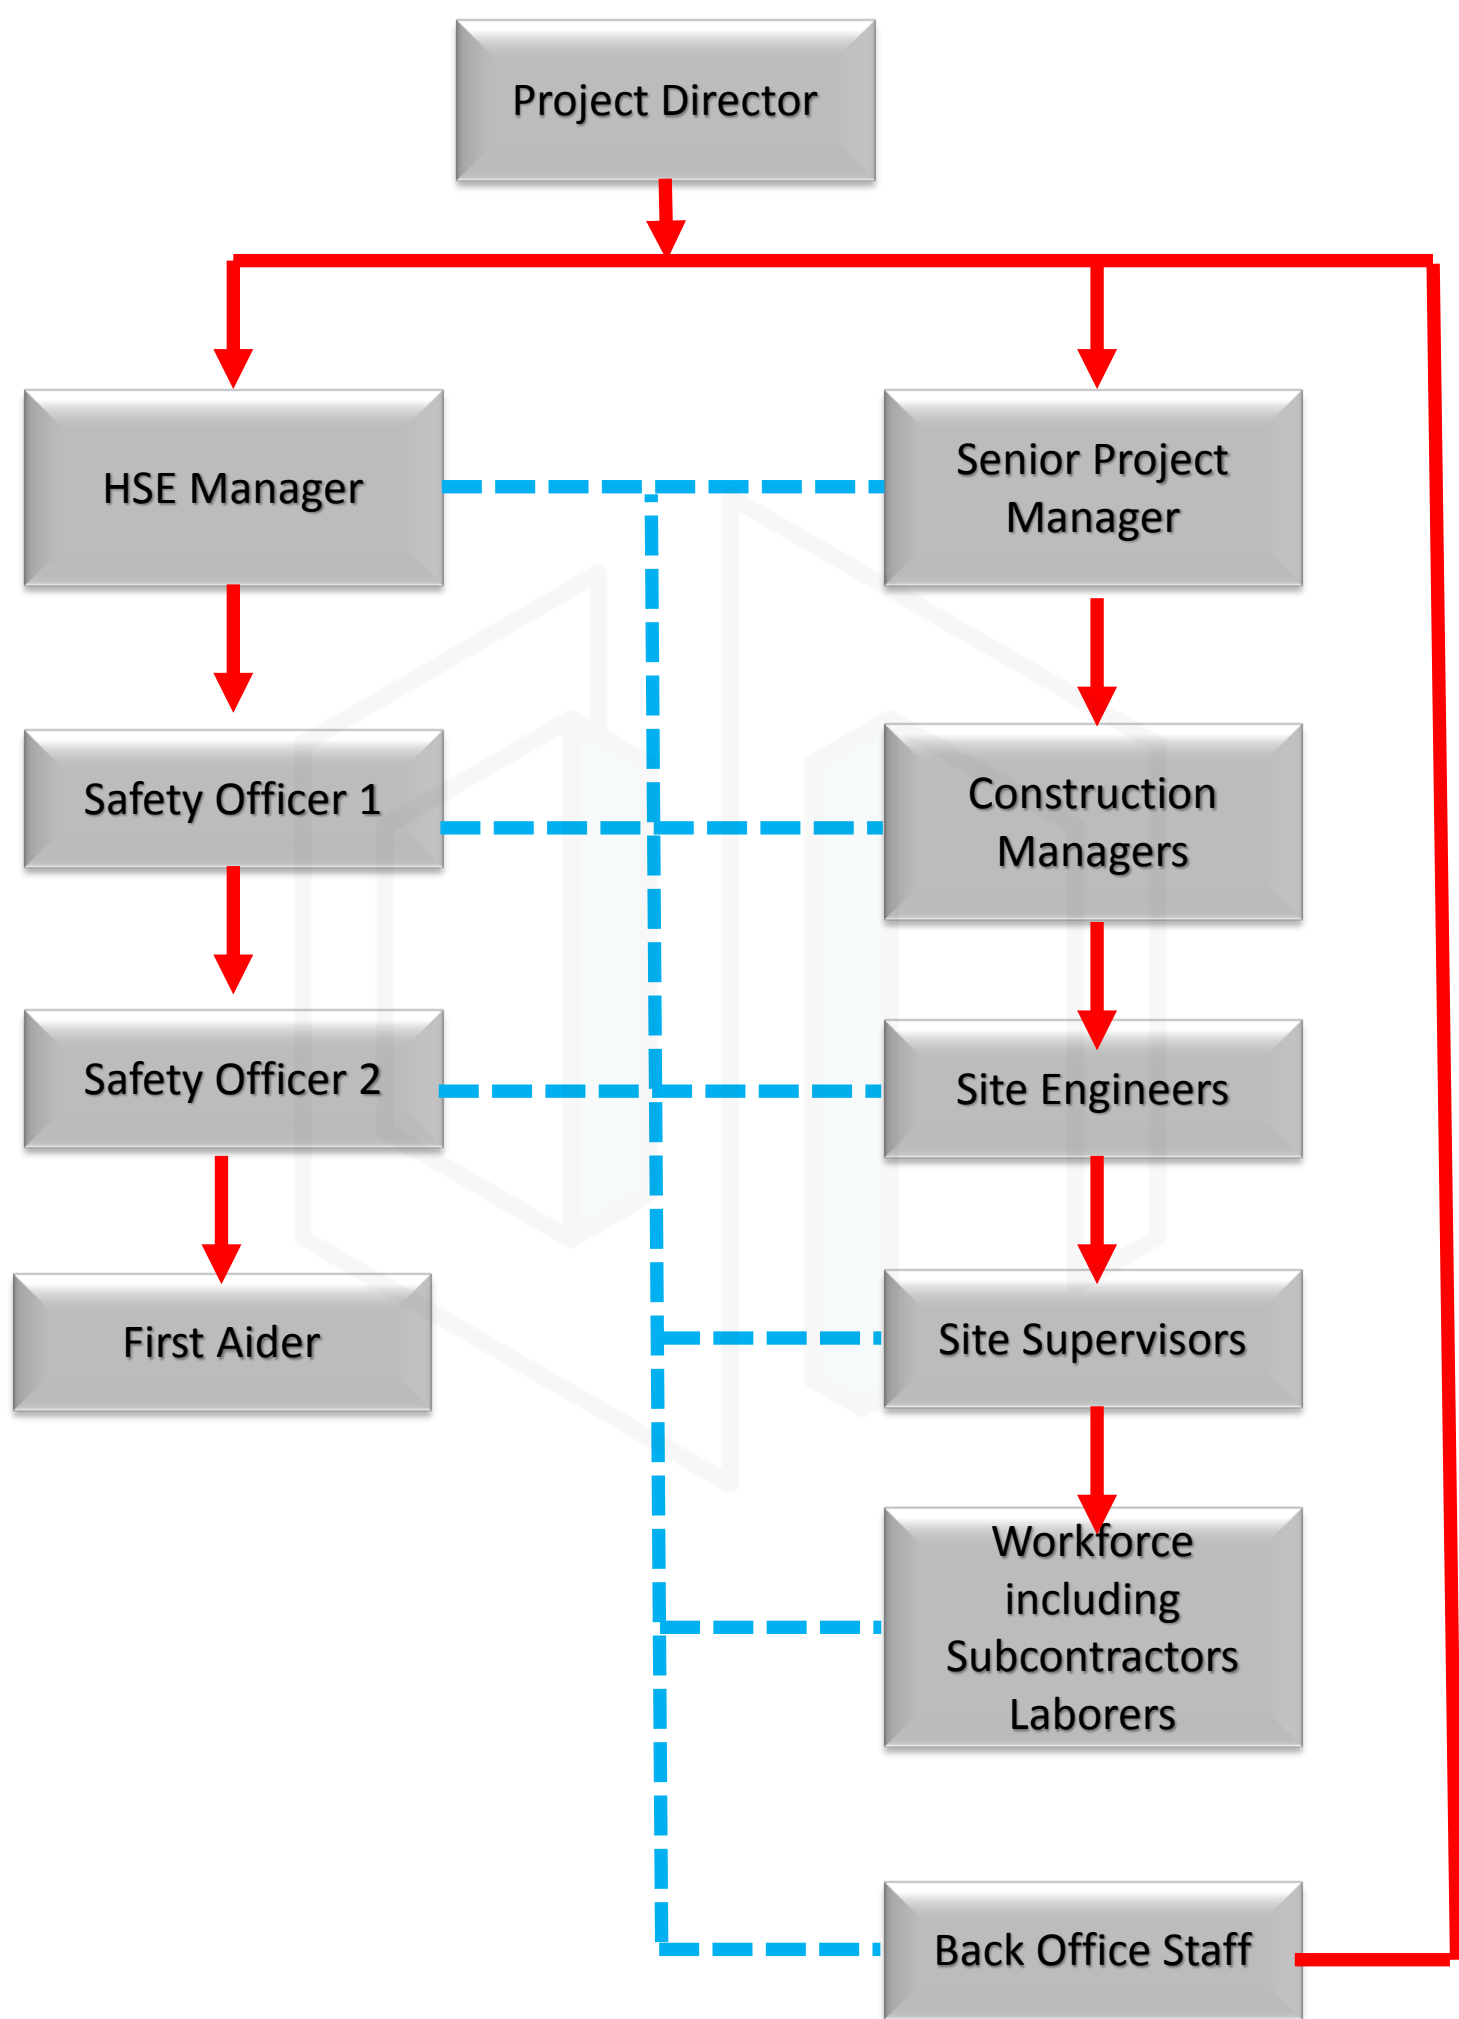 Project Director
HSE Manager
Senior Project
Manager
Safety Officer 1
Construction
Managers
Safety Officer 2
Site Engineers
First Aider
Site Supervisors
Workforce
including
Subcontractors
Laborers
Back Office Staff